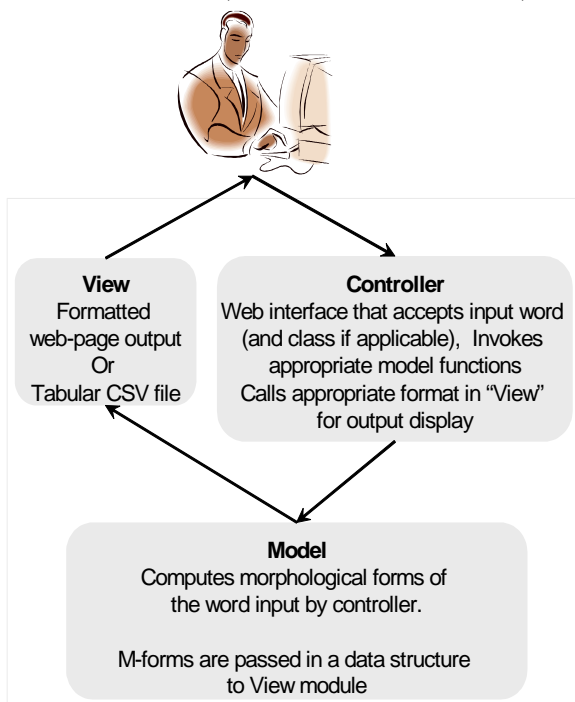 View
Formatted
web-page output
Or
Tabular CSV file
Controller
Web interface that accepts input word
(and class if applicable), Invokes
appropriate model functions
Calls appropriate format in “View”
for output display
Model
Computes morphological forms of
the word input by controller.
M-forms are passed in a data structure
to View module